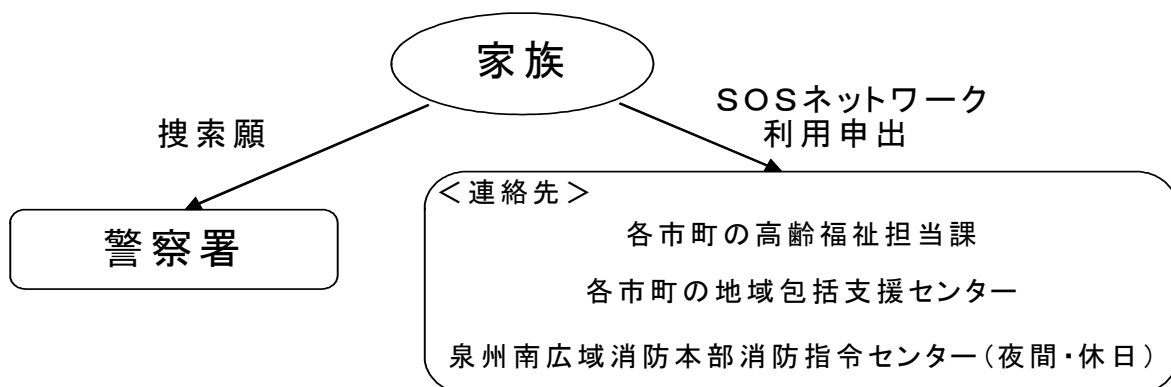 家族
捜索願
SOSネットワーク
利用申出
警察署
＜連絡先＞
各市町の高齢福祉担当課
各市町の地域包括支援センター
泉州南広域消防本部消防指令センター（夜間・休日）